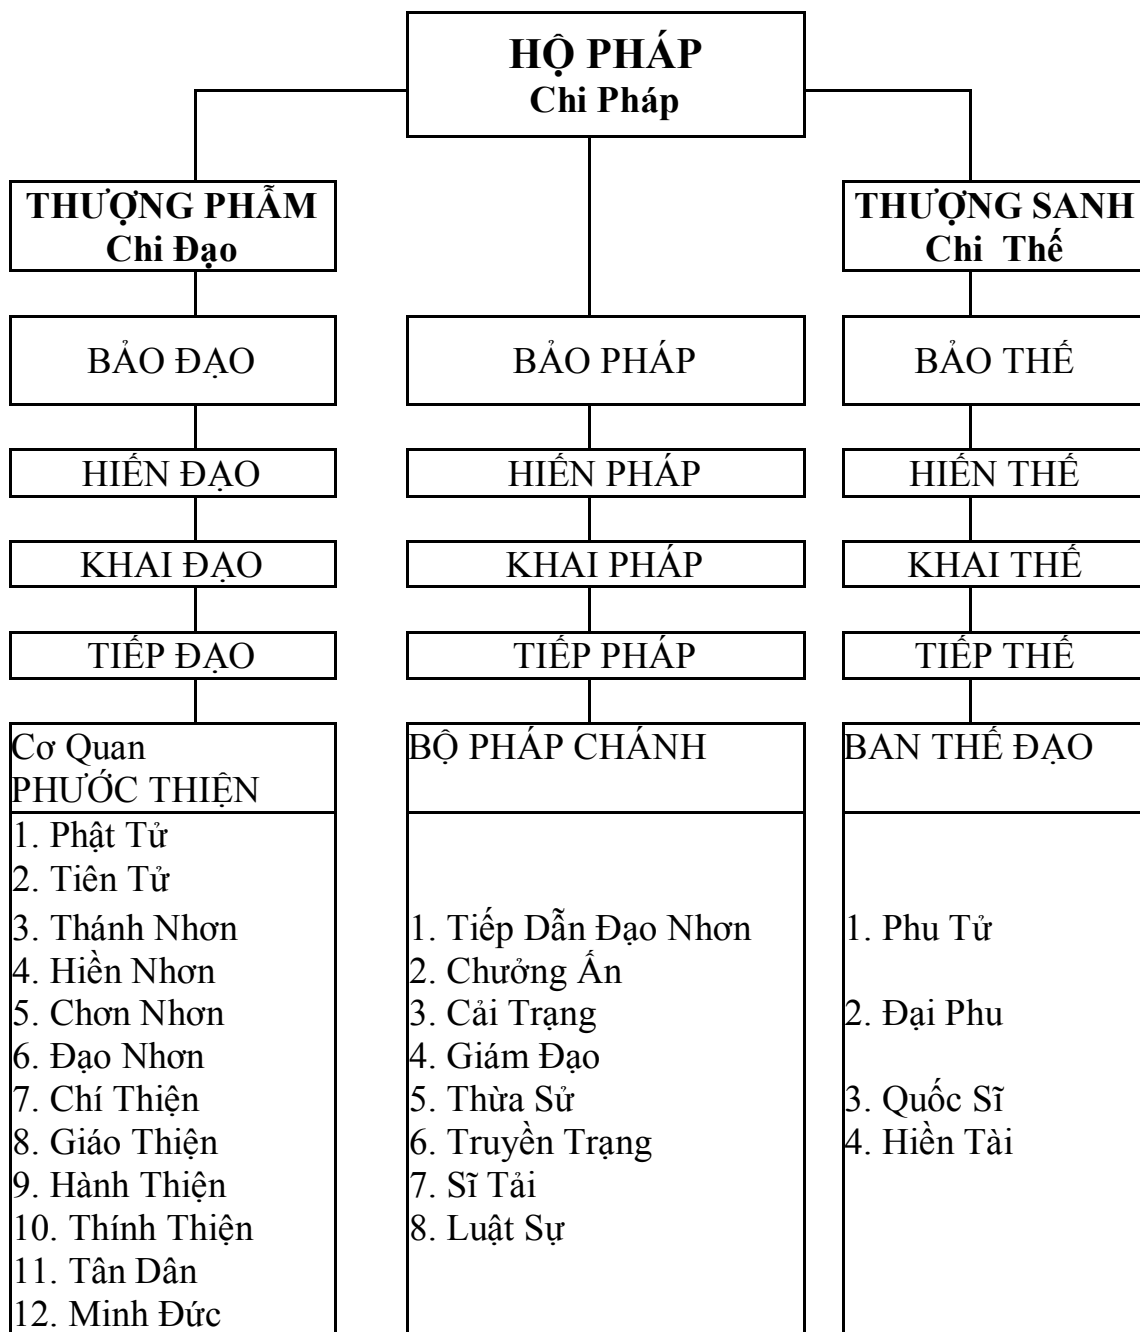 HỘ PHÁP
Chi Pháp
THƯỢNG PHẨM
Chi Đạo
THƯỢNG SANH
Chi Thế
BẢO ĐẠO
BẢO PHÁP
BẢO THẾ
HIẾN ĐẠO
HIẾN PHÁP
HIẾN THẾ
KHAI ĐẠO
KHAI PHÁP
KHAI THẾ
TIẾP ĐẠO
TIẾP PHÁP
TIẾP THẾ
Cơ Quan
PHƯỚC THIỆN
1. Phật Tử
2. Tiên Tử
3. Thánh Nhơn
4. Hiền Nhơn
5. Chơn Nhơn
6. Đạo Nhơn
7. Chí Thiện
8. Giáo Thiện
9. Hành Thiện
10. Thính Thiện
11. Tân Dân
12. Minh Đức
BỘ PHÁP CHÁNH
1. Tiếp Dẫn Đạo Nhơn
2. Chưởng Ấn
3. Cải Trạng
4. Giám Đạo
5. Thừa Sử
6. Truyền Trạng
7. Sĩ Tải
8. Luật Sự
BAN THẾ ĐẠO
1. Phu Tử
2. Đại Phu
3. Quốc Sĩ
4. Hiền Tài